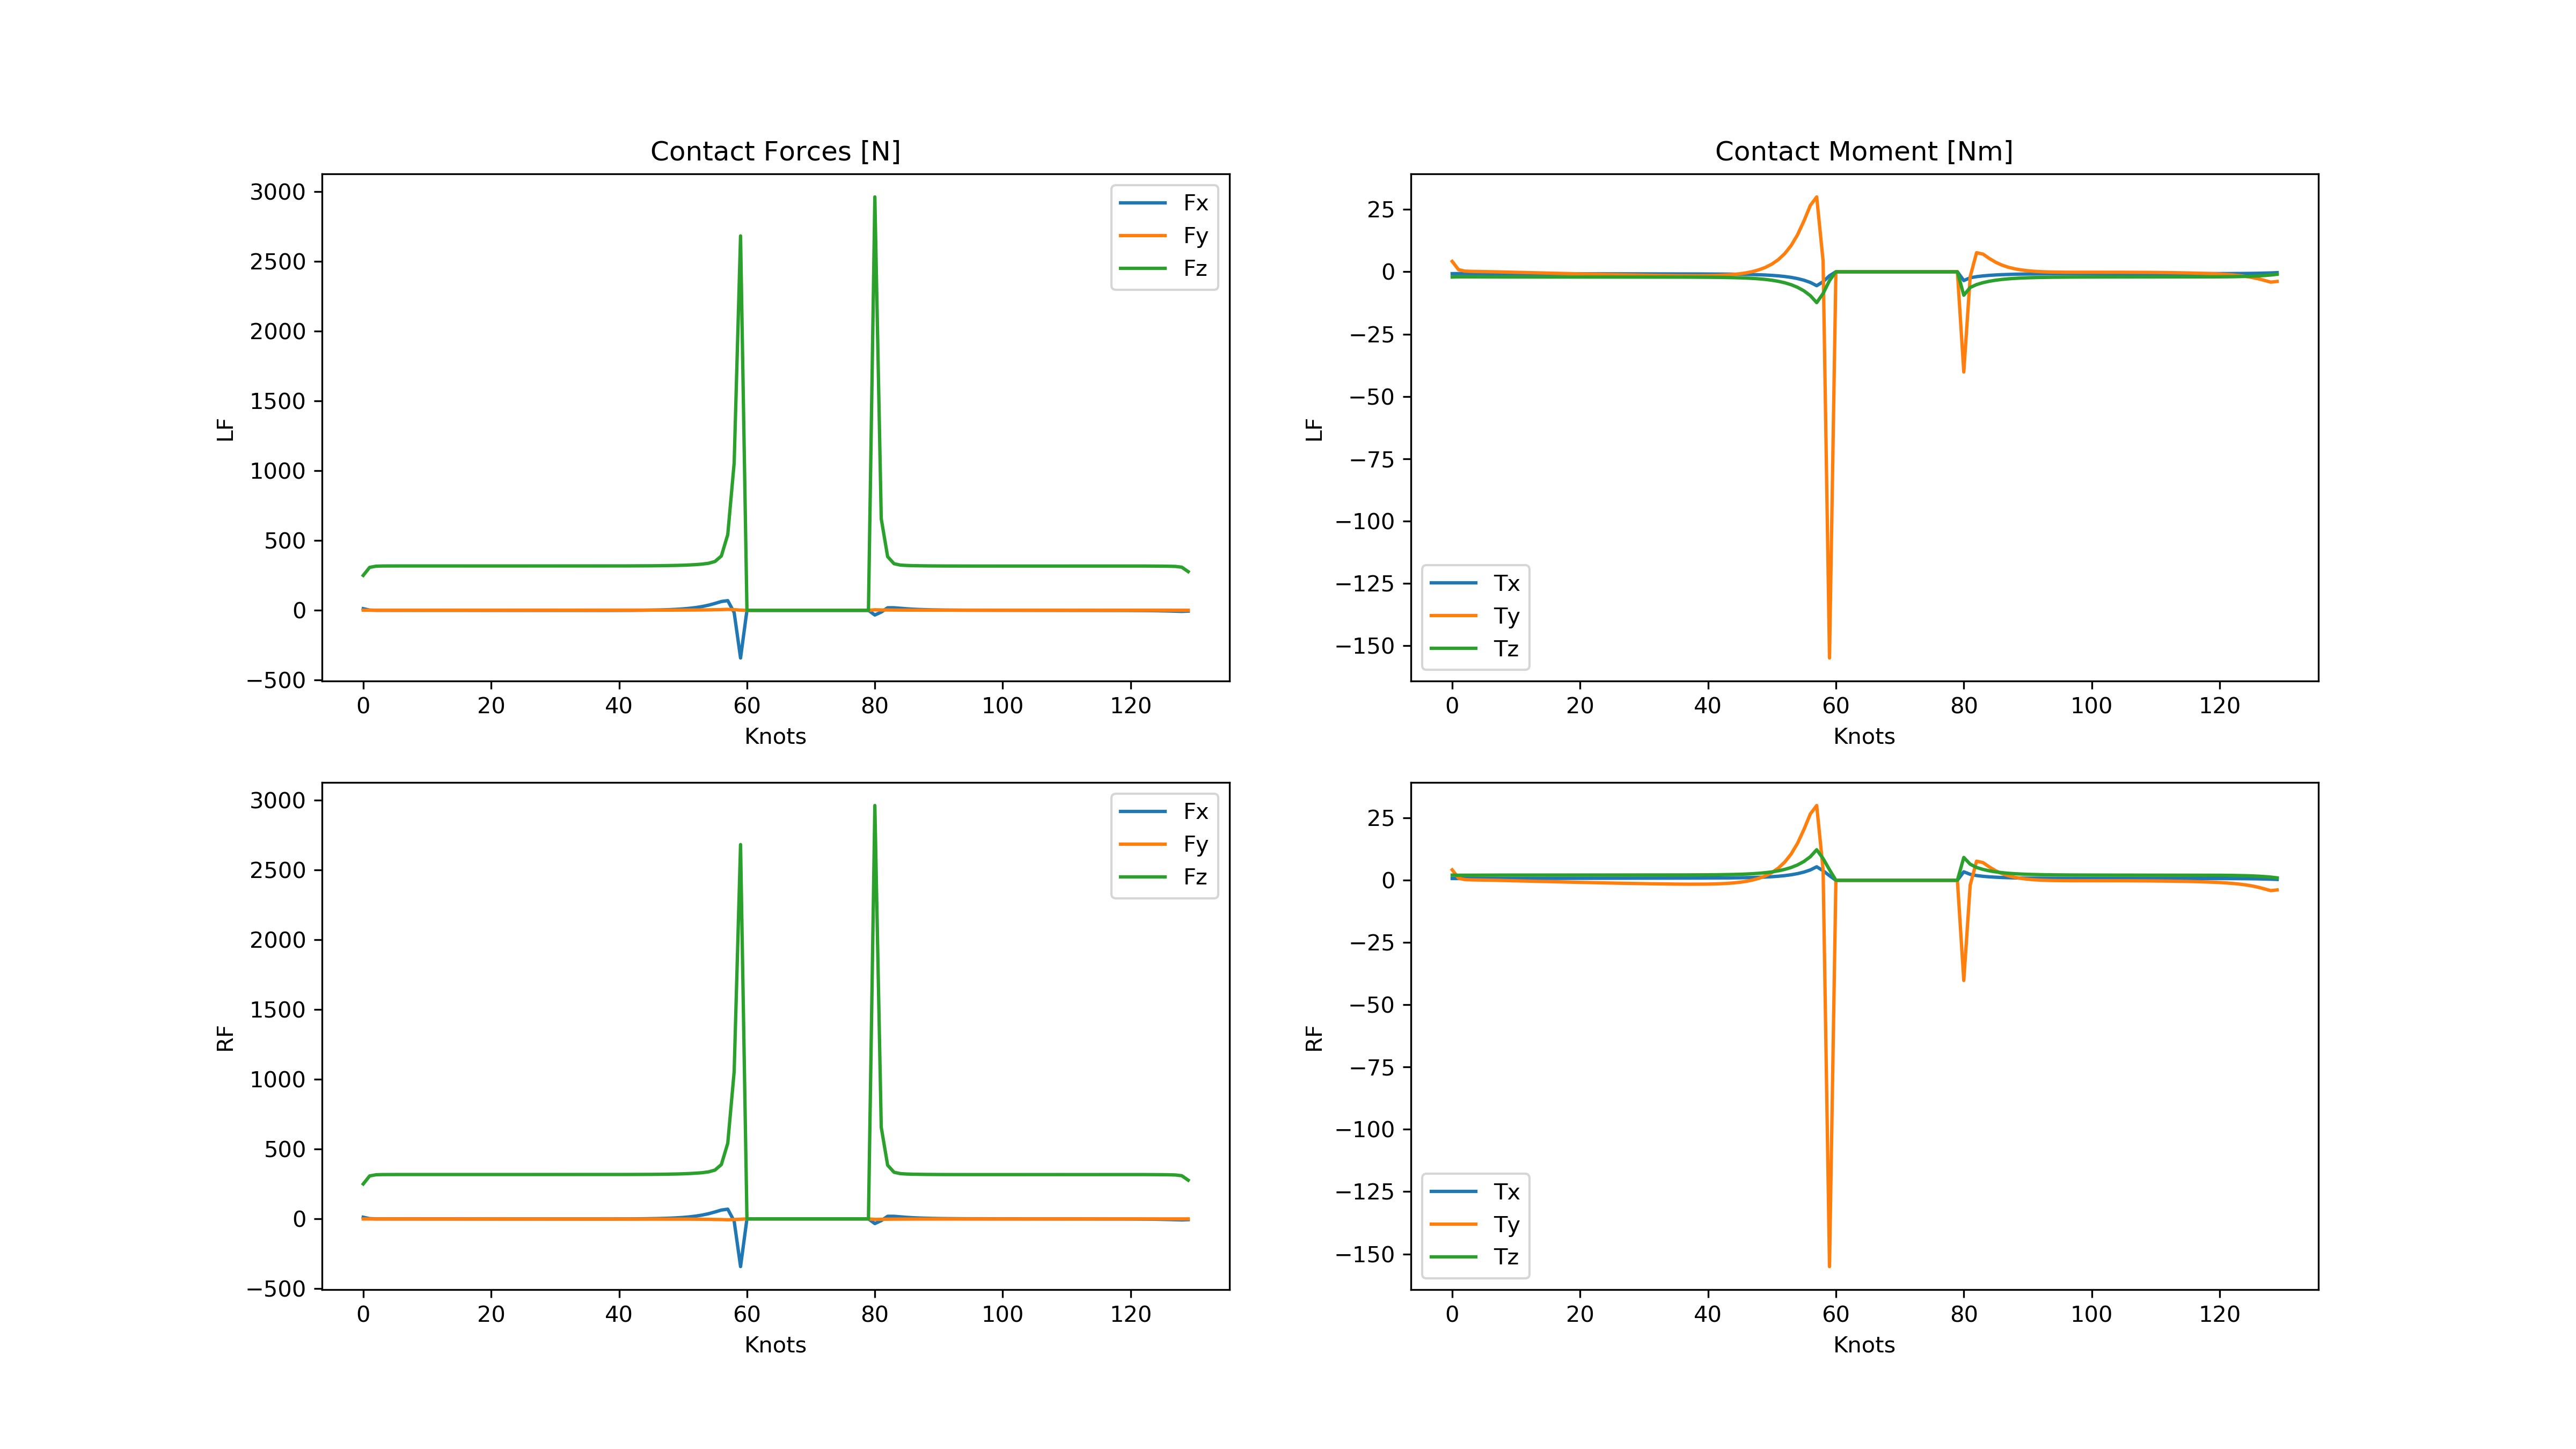 Contact Forces [N]
3000
2500
2000
1500
1000
500
0
−500
LF
Fx
Fy
Fz
0 20 40 60 80 100 120
Knots
Contact Moment [Nm]
25
0
−25
−50
−75
−100
−125
−150
LF
Tx
Ty
Tz
0 20 40 60 80 100 120
Knots
3000
2500
2000
1500
1000
500
0
−500
RF
Fx
Fy
Fz
0 20 40 60 80 100 120
Knots
25
0
−25
−50
−75
−100
−125
−150
RF
Tx
Ty
Tz
0 20 40 60 80 100 120
Knots